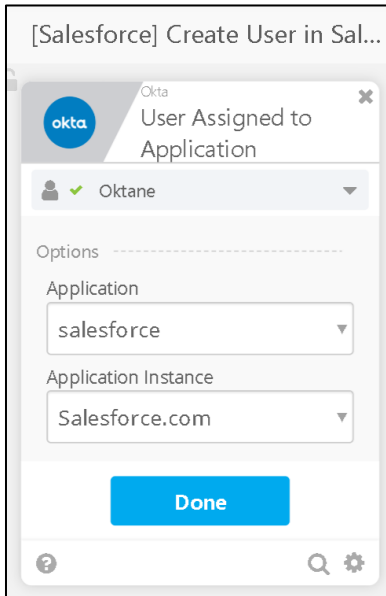 [Salesforce] Create User in Sal...
Okta
okta
User Assigned to
Application
Oktane
Options
Application
salesforce
Application Instance
Salesforce.com
Done